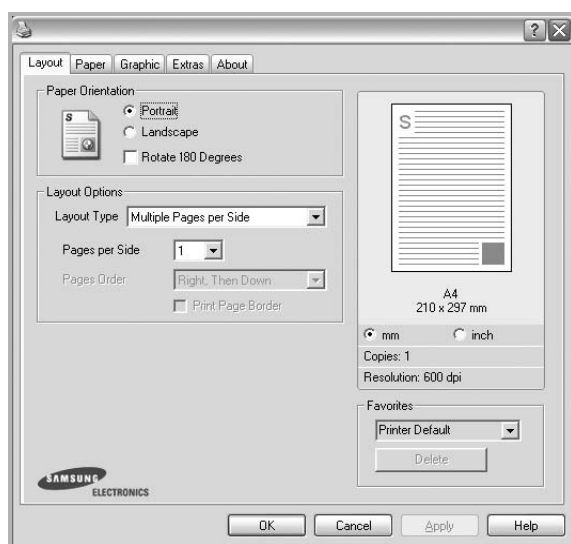 Layout Paper Graphic Extras About
Paper Orientation
S
Portrait
Landscape
Rotate 180 Degrees
Layout Options
Layout Type Multiple Pages per Side
Pages per Side 1
Pages Order Right, Then Down
Print Page Border
S
A4
210 x 297 mm
mm inch
Copies: 1
Resolution: 600 dpi
Favorites
Printer Default
Delete
SAMSUNG
ELECTRONICS
OK Cancel Apply Help